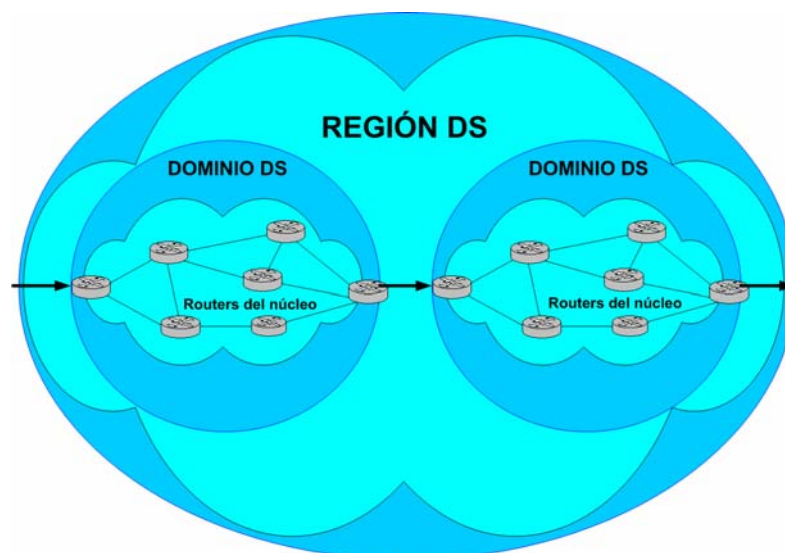 REGIÓN DS
DOMINIO DS
DOMINIO DS
Routers del núcleo
Routers del núcleo